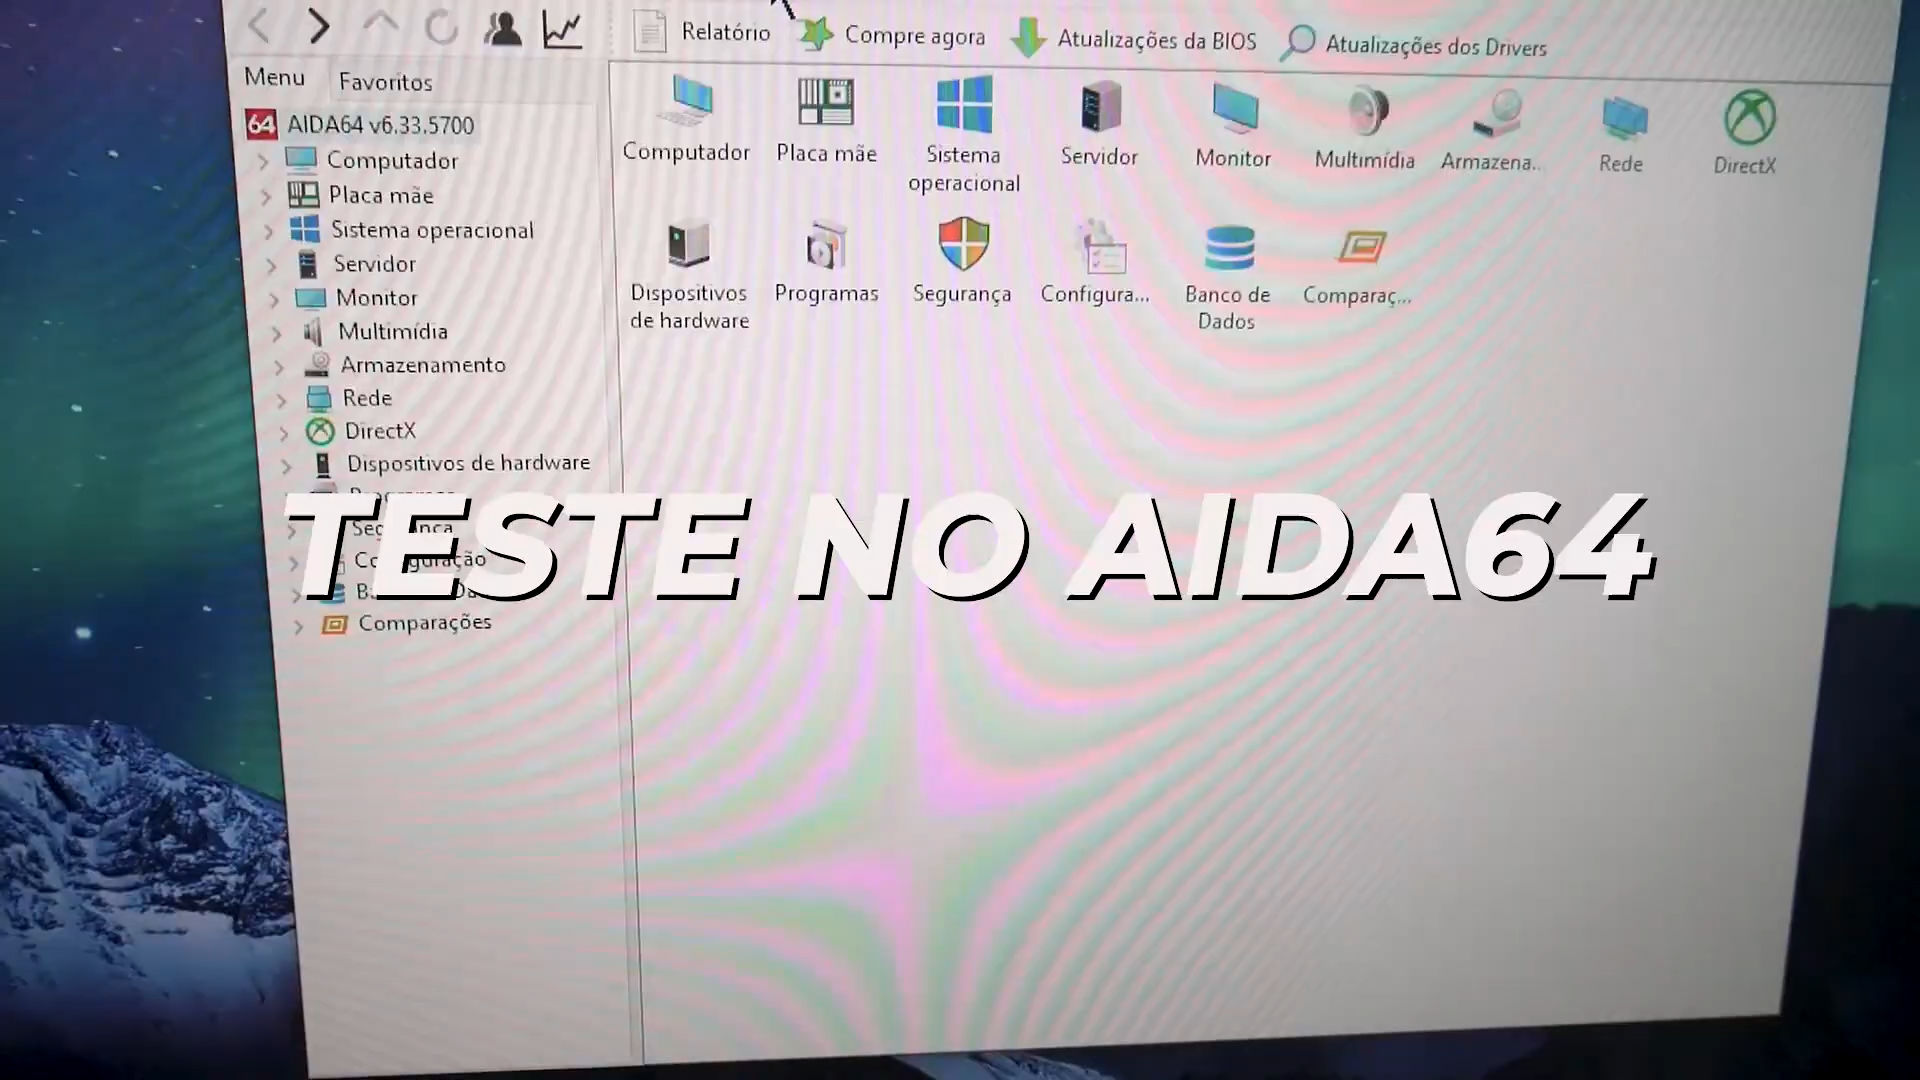 Relatório Compre agora Atualizações da BIOS Atualizações dos Drivers
Menu Favoritos
64 AIDA64 v6.33.5700
Computador
Placa mãe
Sistema operacional
Servidor
Monitor
Multimídia
Armazenamento
Rede
DirectX
Dispositivos de hardware
Comparações
Computador Placa mãe Sistema operacional Servidor Monitor Multimídia Armazena... Rede DirectX
Dispositivos de hardware Programas Segurança Configura... Banco de Dados Comparaç...
TESTE NO AIDA64